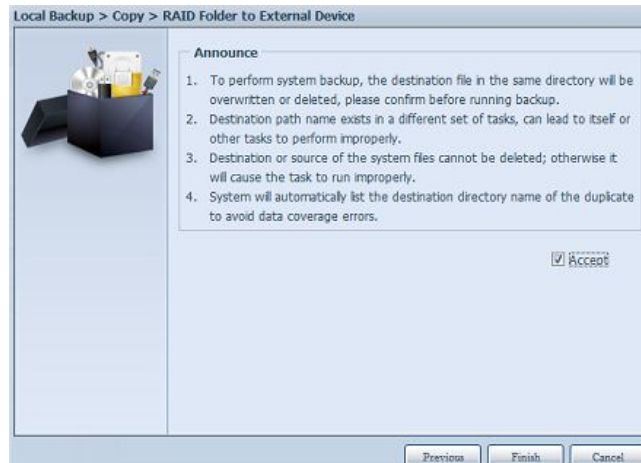 Local Backup > Copy > RAID Folder to External Device
Announce
1. To perform system backup, the destination file in the same directory will be
overwritten or deleted, please confirm before running backup.
2. Destination path name exists in a different set of tasks, can lead to itself or
other tasks to perform improperly.
3. Destination or source of the system files cannot be deleted; otherwise it
will cause the task to run improperly.
4. System will automatically list the destination directory name of the duplicate
to avoid data coverage errors.
Accept
Previous Finish Cancel